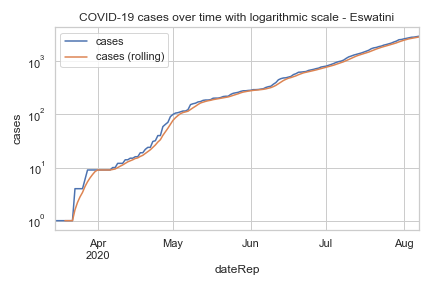 COVID-19 cases over time with logarithmic scale - Eswatini
cases
cases (rolling)
10³
10²
10¹
10⁰
cases
Apr
2020
May
Jun
Jul
Aug
dateRep